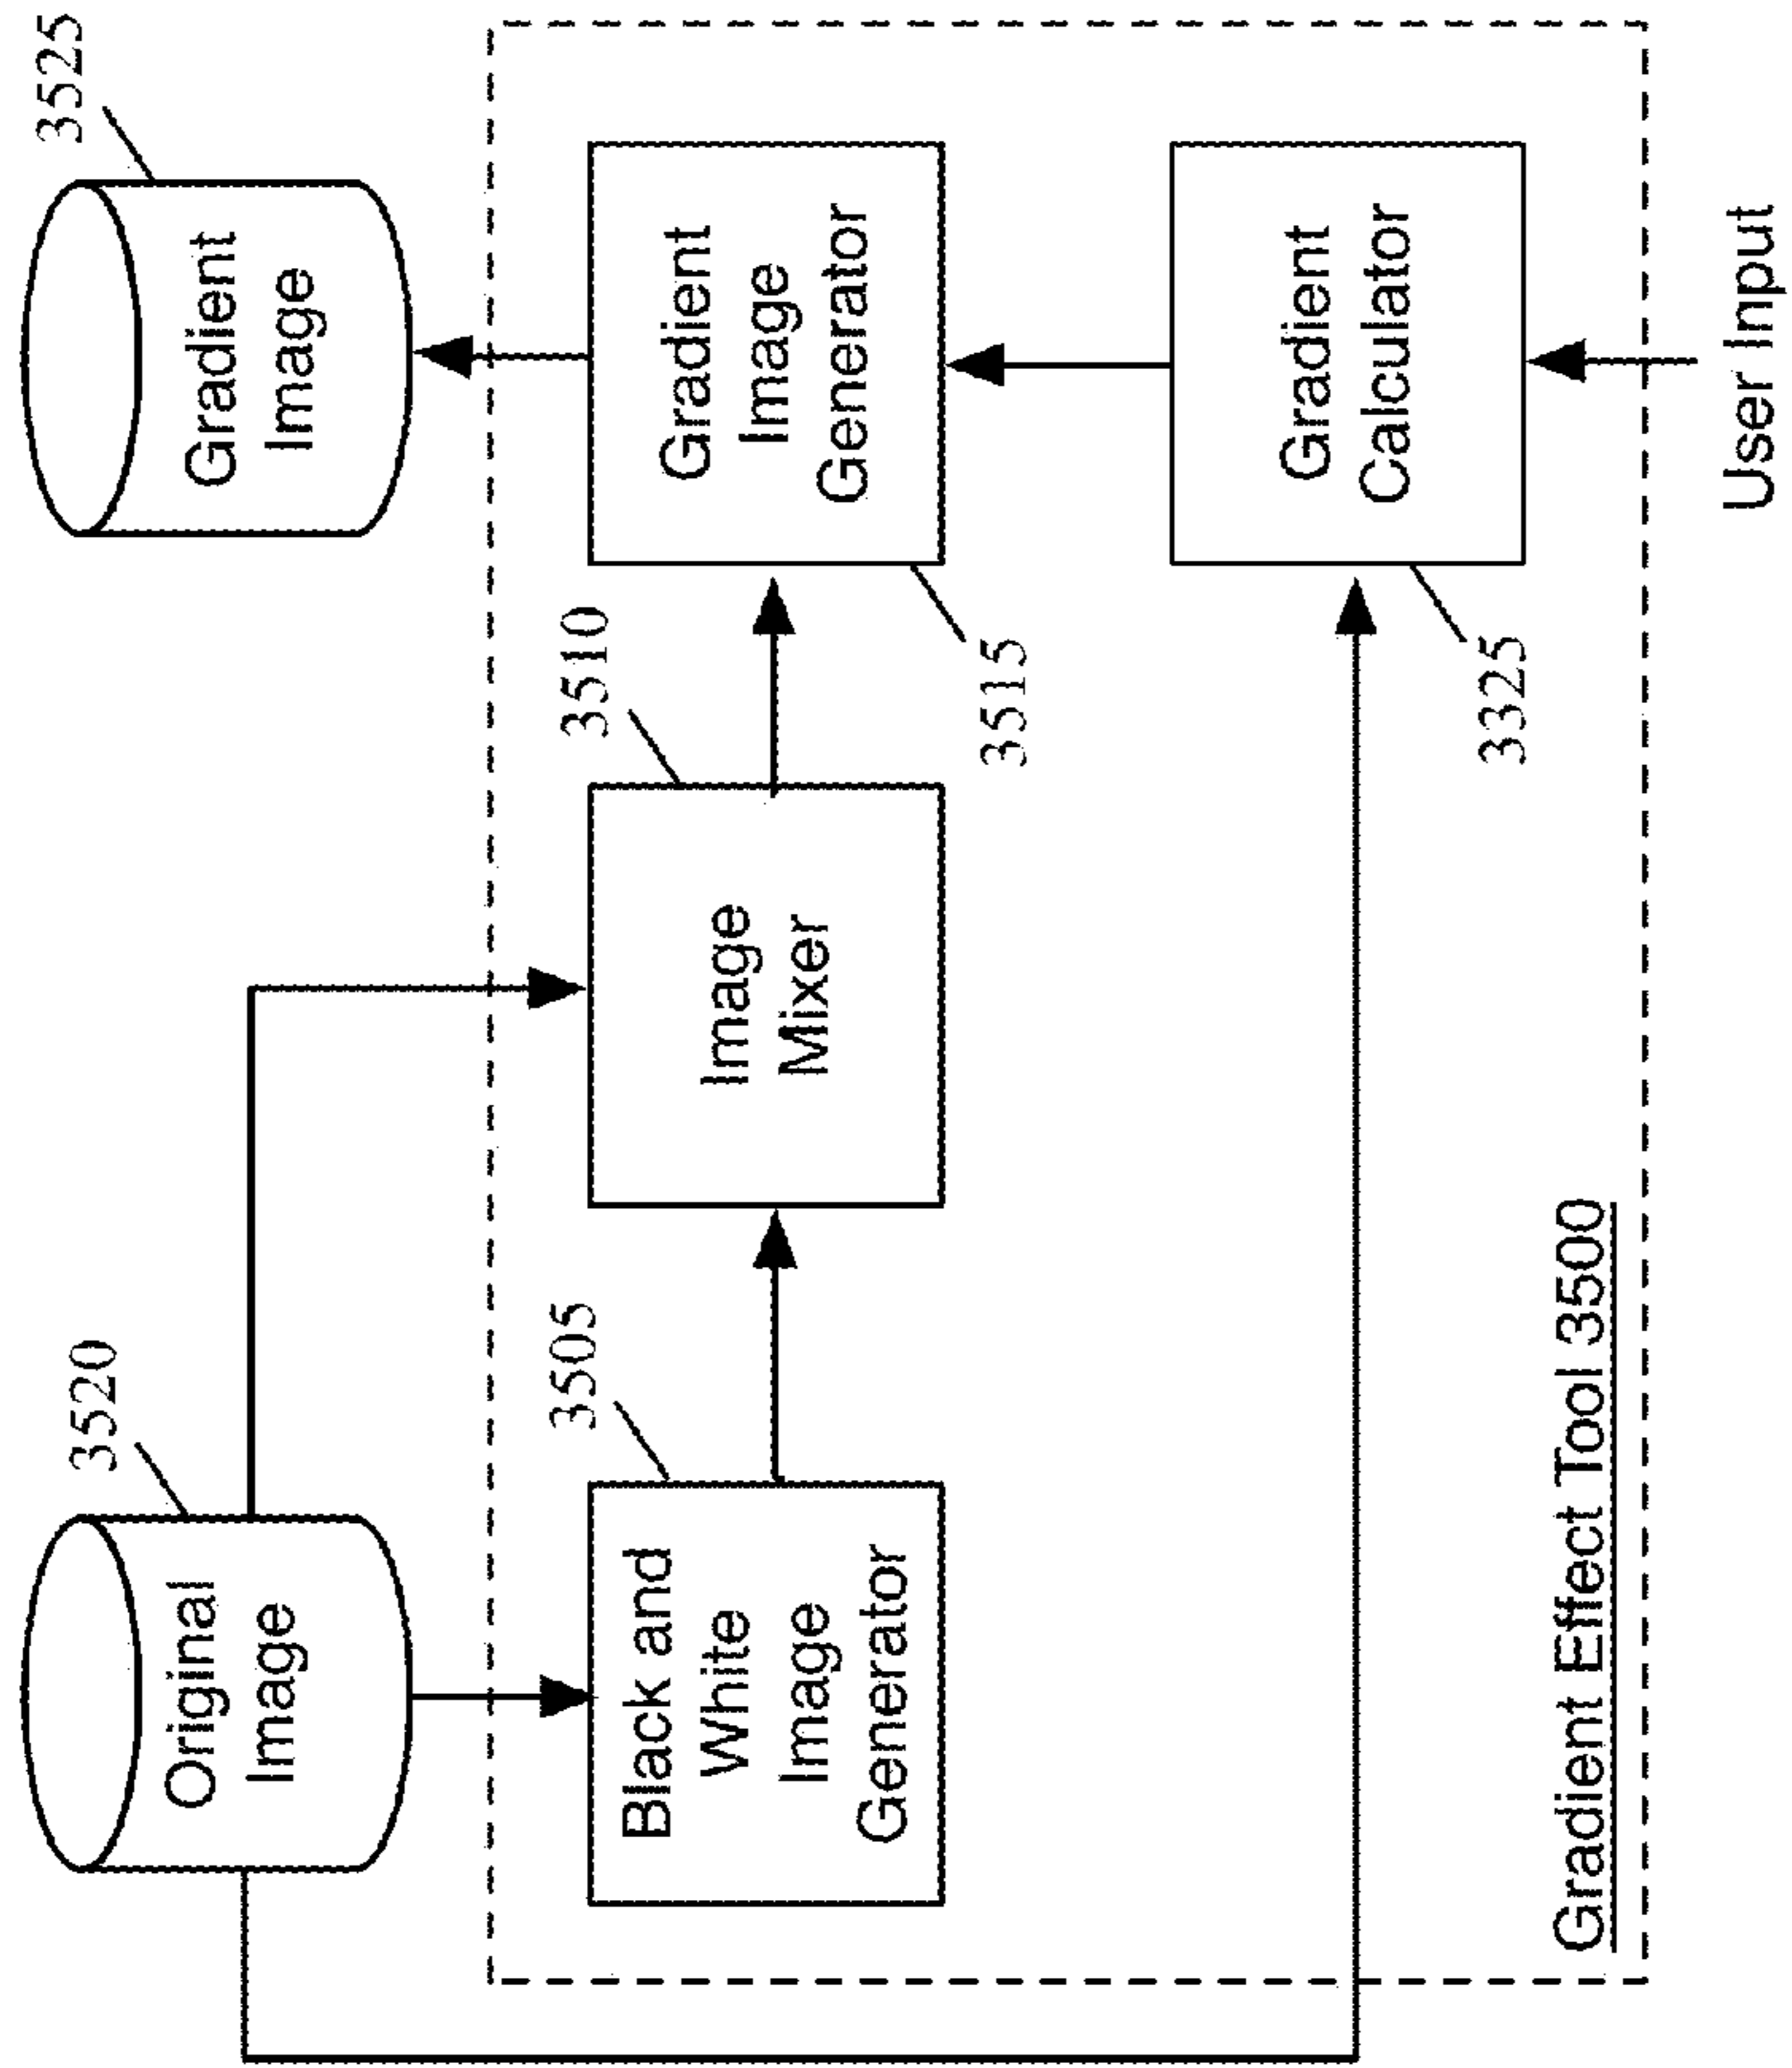 3520
Original
Image
3525
Gradient
Image
3505
Black and
White
Image
Generator
3510
Image
Mixer
Gradient
Image
Generator
3515
Gradient
Calculator
3325
Gradient Effect Tool 3500
User Input